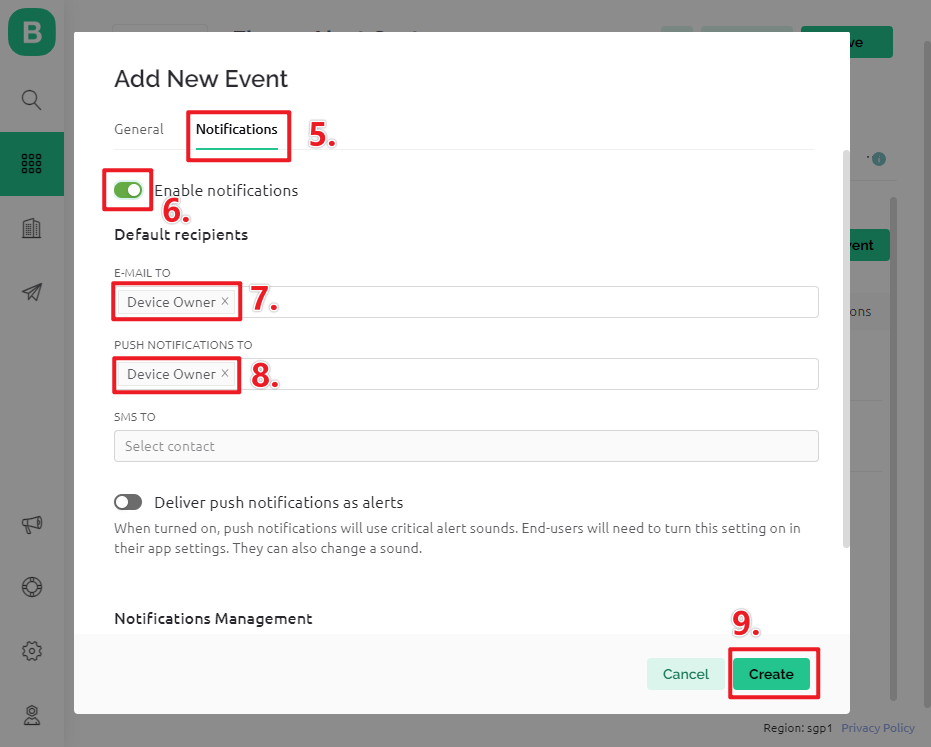 B
ve
Add New Event
General
Notifications
5.
Enable notifications
6.
Default recipients
ent
E-MAIL TO
Device Owner ×
7.
ons
PUSH NOTIFICATIONS TO
Device Owner ×
8.
SMS TO
Select contact
Deliver push notifications as alerts
When turned on, push notifications will use critical alert sounds. End-users will need to turn this setting on in
their app settings. They can also change a sound.
Notifications Management
9.
Cancel
Create
Region: sgp1 Privacy Policy